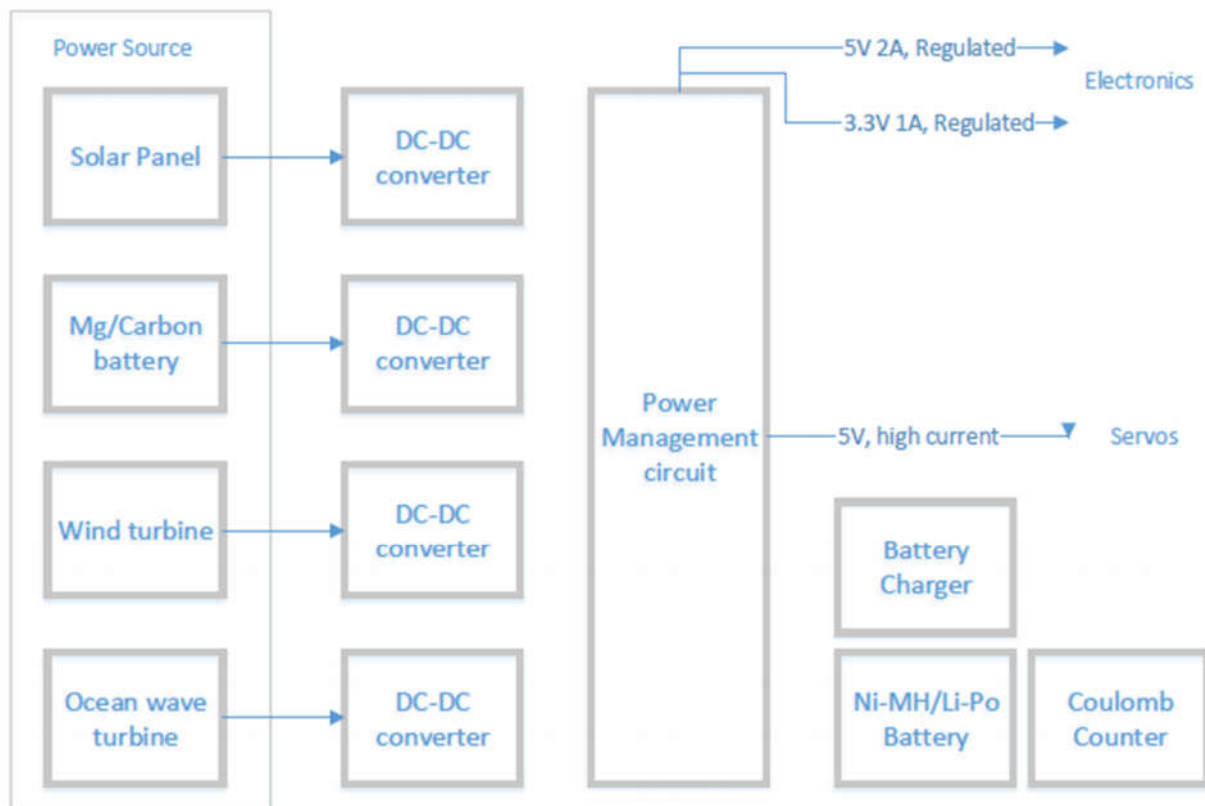 Power Source
Solar Panel
DC-DC
converter
Mg/Carbon
battery
DC-DC
converter
Wind turbine
DC-DC
converter
Ocean wave
turbine
DC-DC
converter
Power
Management
circuit
5V 2A, Regulated
Electronics
3.3V 1A, Regulated
5V, high current
Servos
Battery
Charger
Ni-MH/Li-Po
Battery
Coulomb
Counter